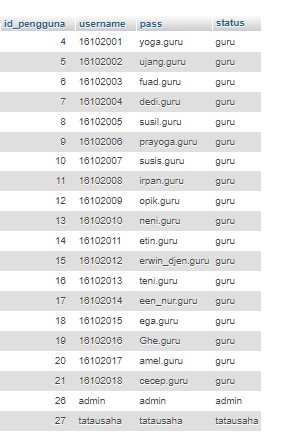 id_pengguna username pass status
4 16102001 yoga.guru guru
5 16102002 ujang.guru guru
6 16102003 fuad.guru guru
7 16102004 dedi.guru guru
8 16102005 susil.guru guru
9 16102006 prayoga.guru guru
10 16102007 susis.guru guru
11 16102008 irpan.guru guru
12 16102009 opik.guru guru
13 16102010 neni.guru guru
14 16102011 etin.guru guru
15 16102012 erwin_djen.guru guru
16 16102013 teni.guru guru
17 16102014 een_nur.guru guru
18 16102015 ega.guru guru
19 16102016 Ghe.guru guru
20 16102017 amel.guru guru
21 16102018 cecep.guru guru
26 admin admin admin
27 tatausaha tatausaha tatausaha